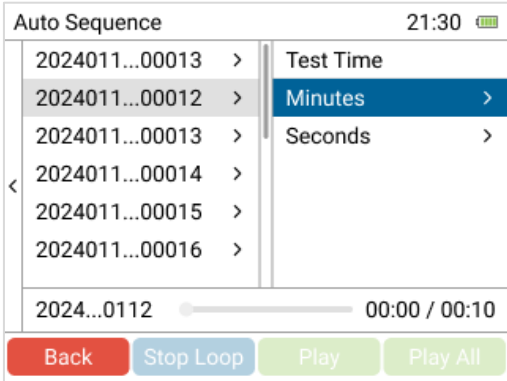 Auto Sequence 21:30
2024011...00013 >
2024011...00012 >
2024011...00013 >
2024011...00014 >
2024011...00015 >
2024011...00016 >
Test Time
Minutes >
Seconds >
<
2024...0112 00:00 / 00:10
Back Stop Loop Play Play All